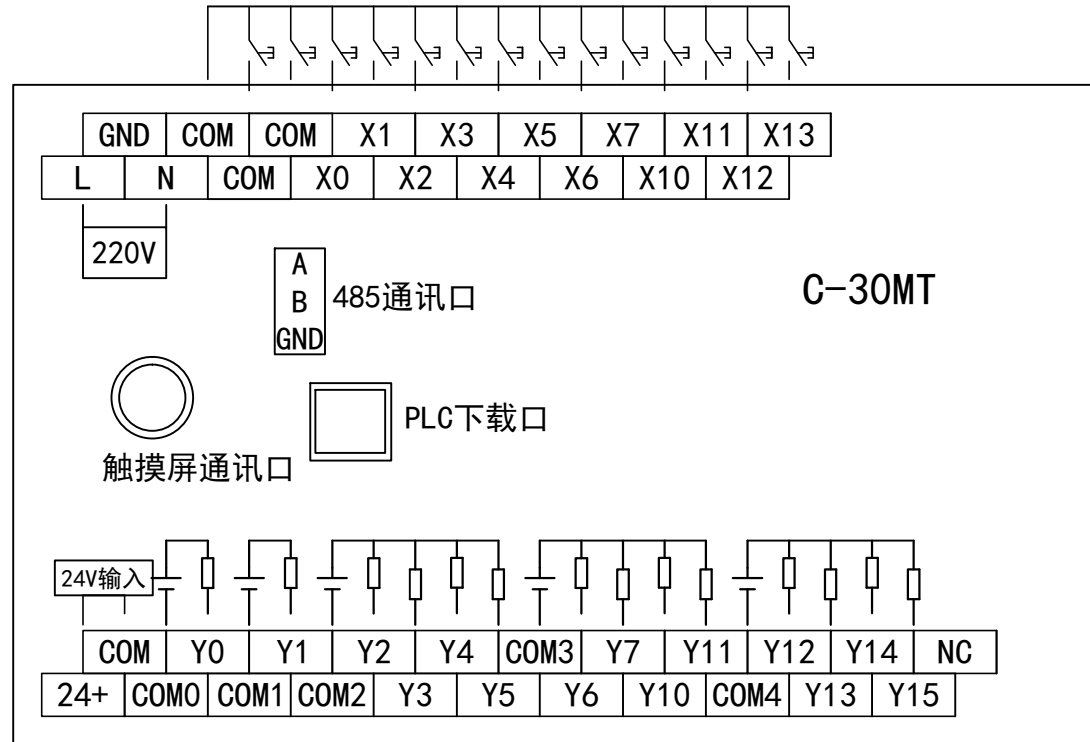 GND COM COM X1 X3 X5 X7 X11 X13
L N COM X0 X2 X4 X6 X10 X12
220V
A
B
GND
485通讯口
C-30MT
PLC下载口
触摸屏通讯口
24V输入
COM Y0 Y1 Y2 Y4 COM3 Y7 Y11 Y12 Y14 NC
24+ COM0 COM1 COM2 Y3 Y5 Y6 Y10 COM4 Y13 Y15